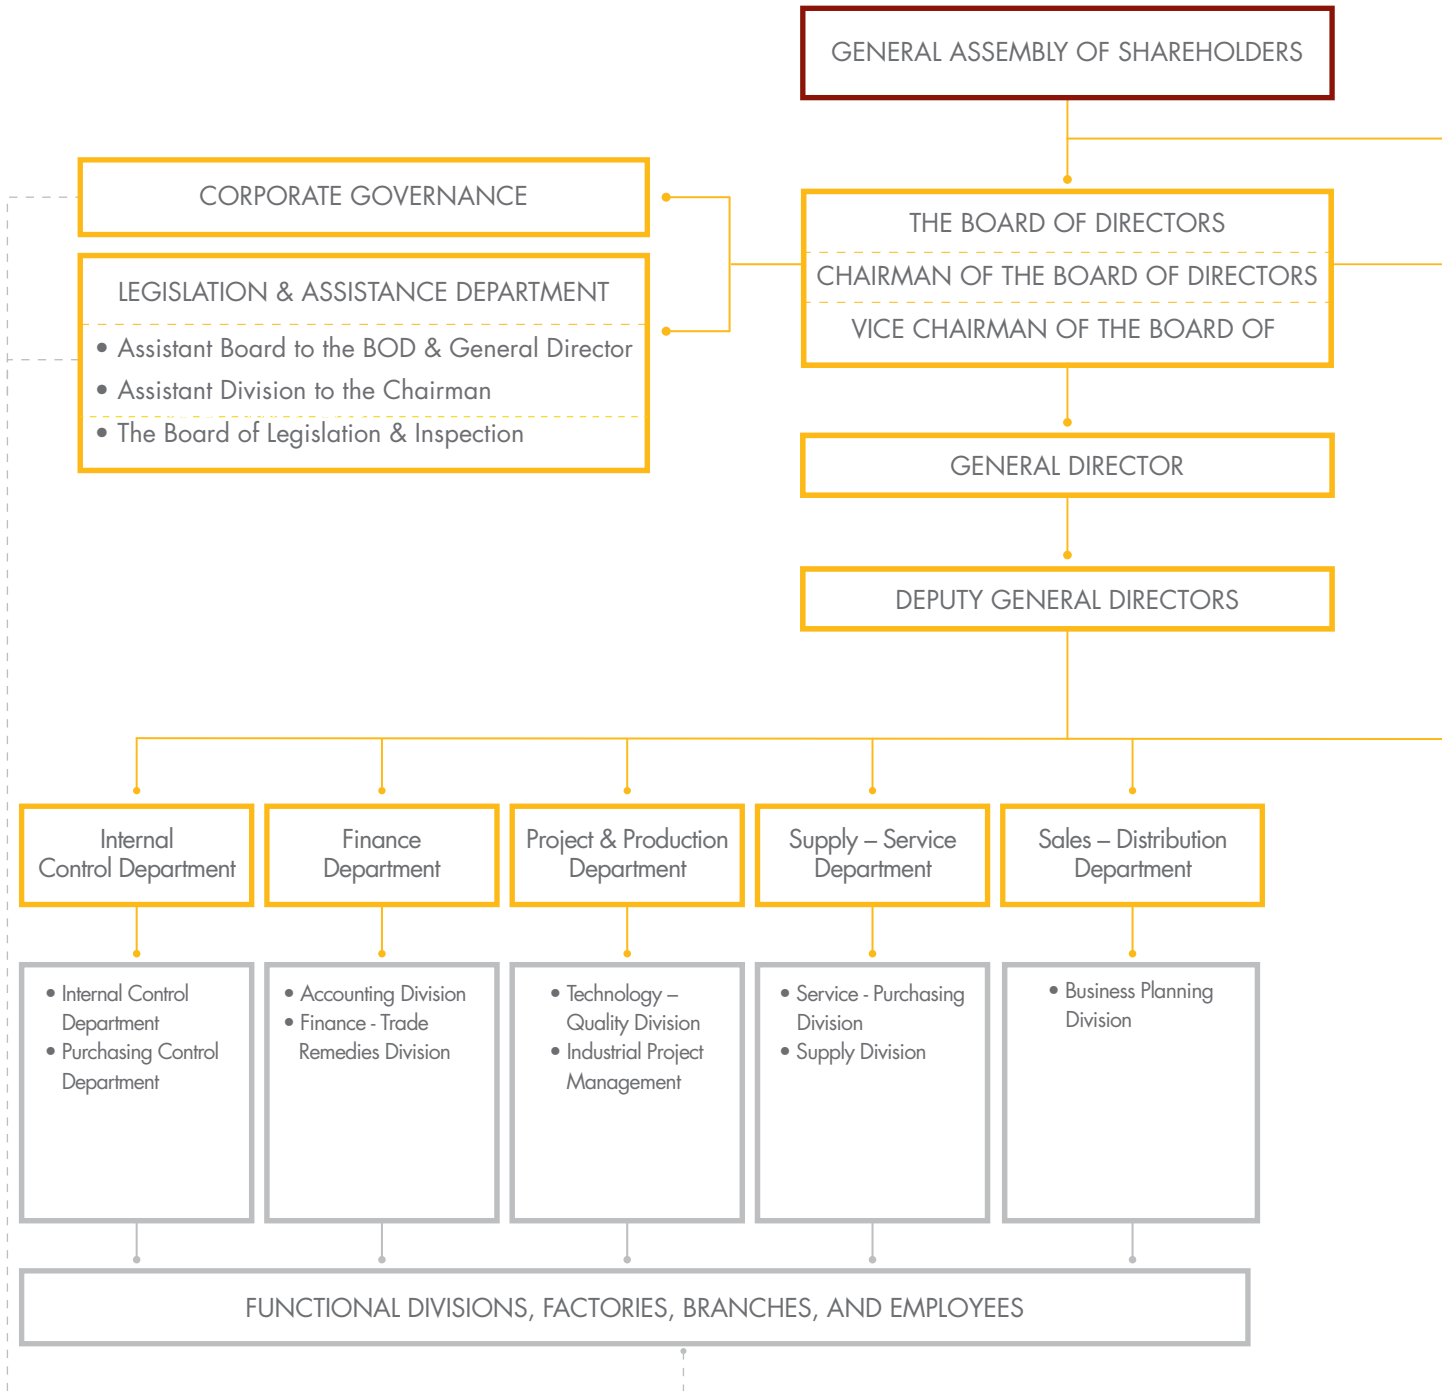 GENERAL ASSEMBLY OF SHAREHOLDERS
CORPORATE GOVERNANCE
THE BOARD OF DIRECTORS
CHAIRMAN OF THE BOARD OF DIRECTORS
VICE CHAIRMAN OF THE BOARD OF
LEGISLATION & ASSISTANCE DEPARTMENT
• Assistant Board to the BOD & General Director
• Assistant Division to the Chairman
• The Board of Legislation & Inspection
GENERAL DIRECTOR
DEPUTY GENERAL DIRECTORS
Internal
Control Department
Finance
Department
Project & Production
Department
Supply – Service
Department
Sales – Distribution
Department
• Internal Control
Department
• Purchasing Control
Department
• Accounting Division
• Finance - Trade
Remedies Division
• Technology –
Quality Division
• Industrial Project
Management
• Service - Purchasing
Division
• Supply Division
• Business Planning
Division
FUNCTIONAL DIVISIONS, FACTORIES, BRANCHES, AND EMPLOYEES